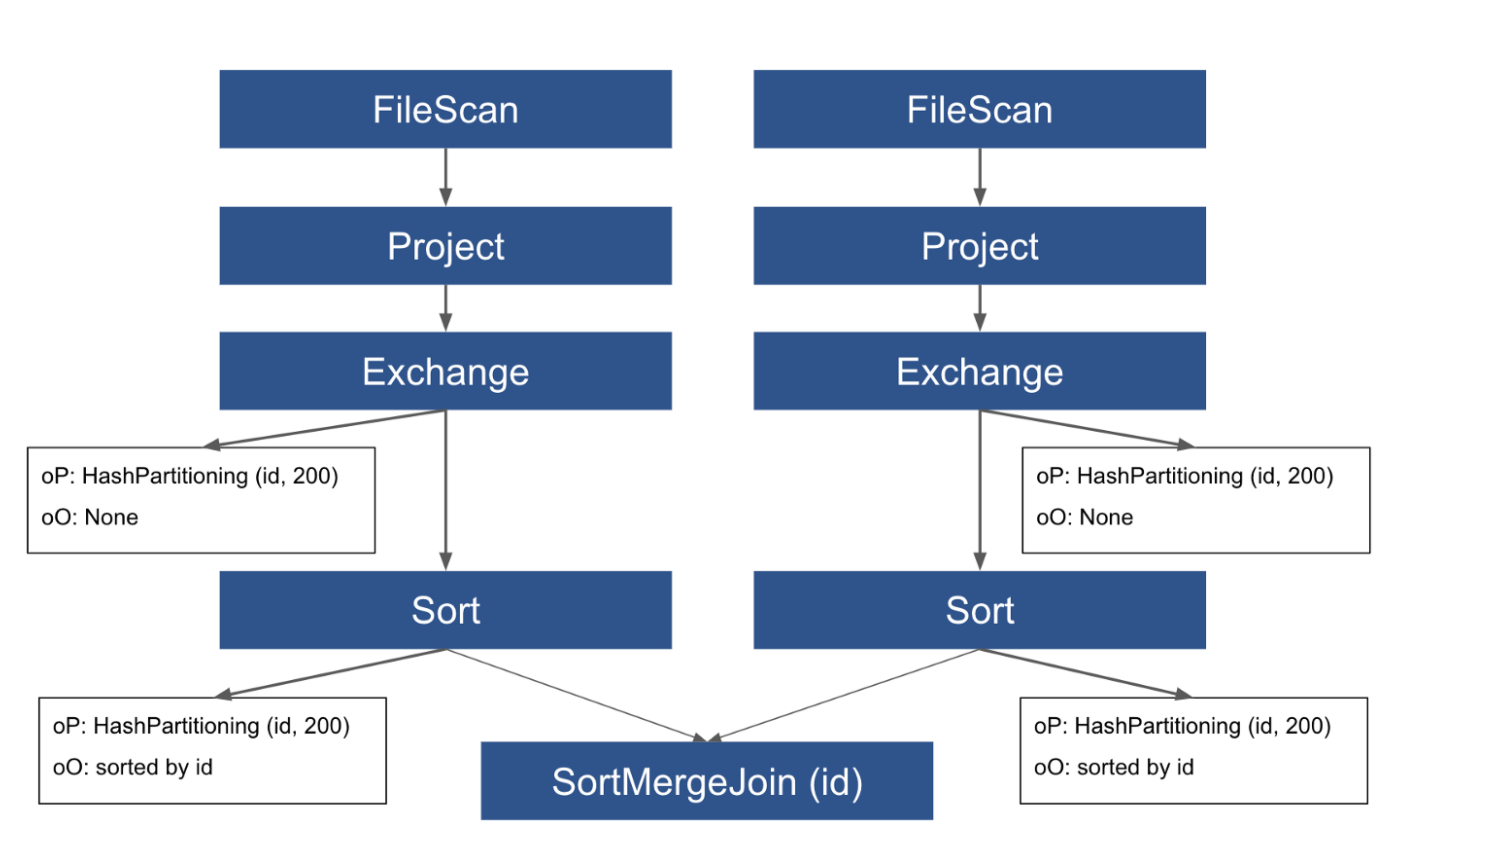 FileScan
FileScan
Project
Project
Exchange
Exchange
oP: HashPartitioning (id, 200)
oO: None
oP: HashPartitioning (id, 200)
oO: None
Sort
Sort
oP: HashPartitioning (id, 200)
oO: sorted by id
oP: HashPartitioning (id, 200)
oO: sorted by id
SortMergeJoin (id)